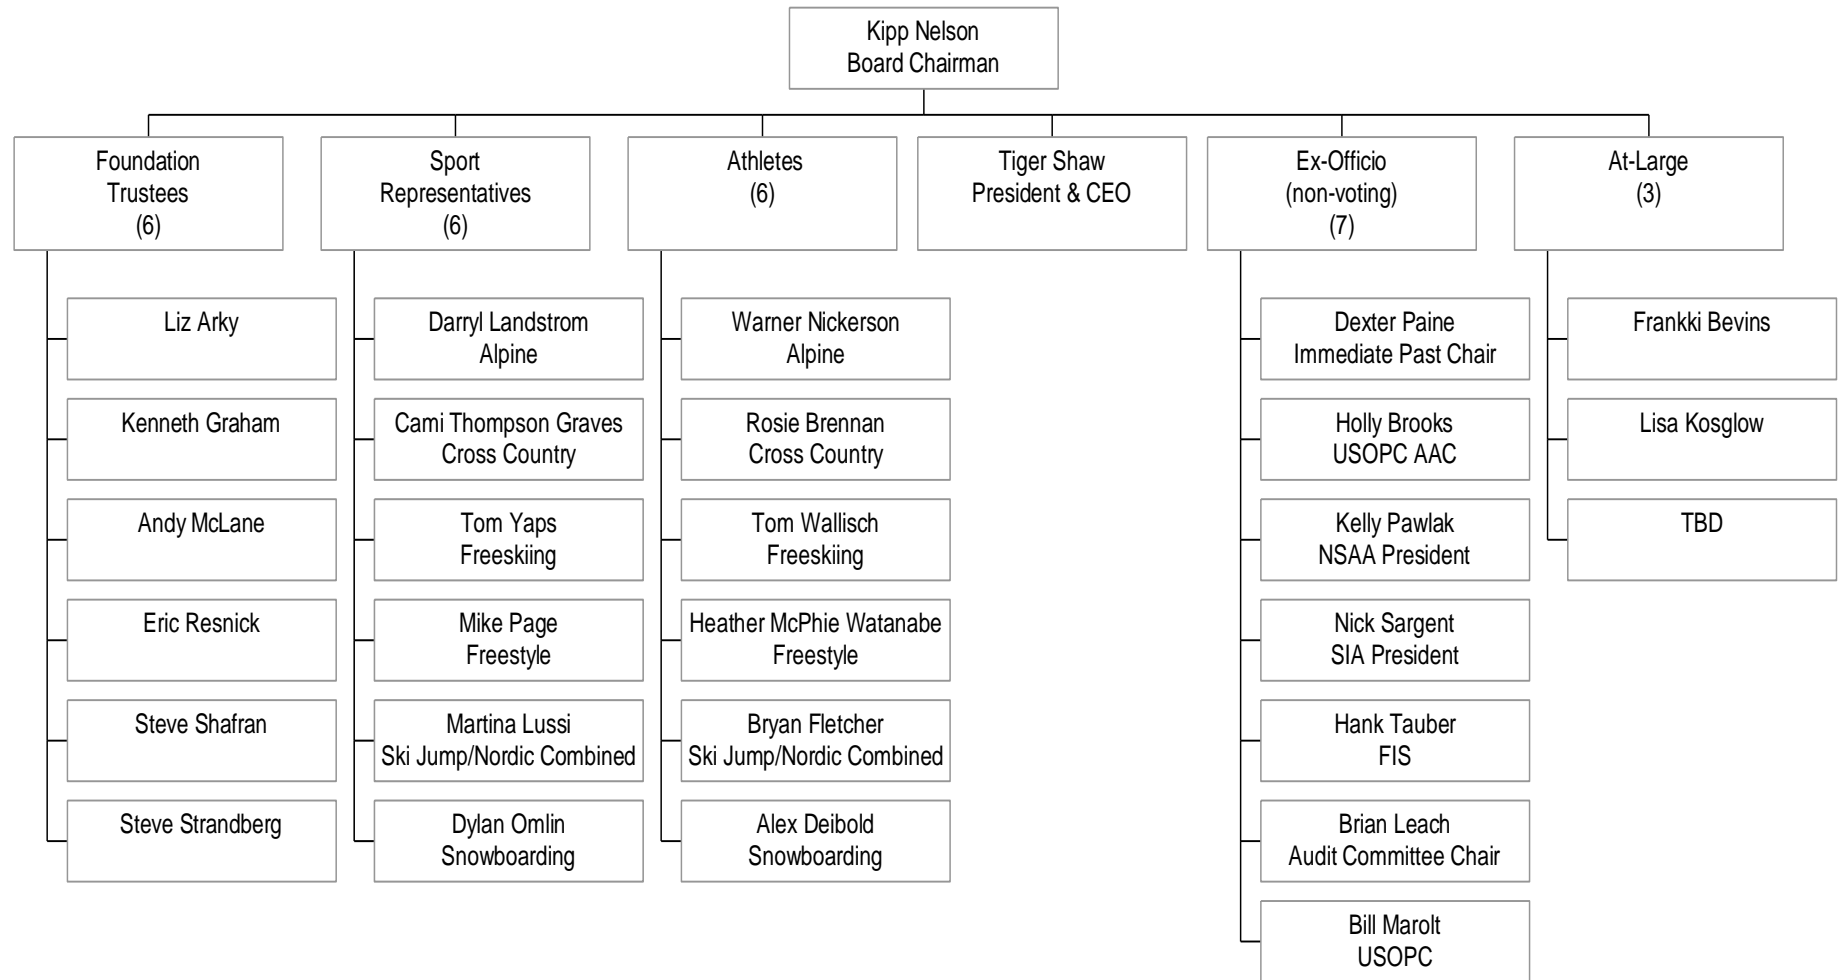 Kipp Nelson
Board Chairman
Foundation
Trustees
(6)
Sport
Representatives
(6)
Athletes
(6)
Tiger Shaw
President & CEO
Ex-Officio
(non-voting)
(7)
At-Large
(3)
Liz Arky
Kenneth Graham
Andy McLane
Eric Resnick
Steve Shafran
Steve Strandberg
Darryl Landstrom
Alpine
Cami Thompson Graves
Cross Country
Tom Yaps
Freeskiing
Mike Page
Freestyle
Martina Lussi
Ski Jump/Nordic Combined
Dylan Omlin
Snowboarding
Warner Nickerson
Alpine
Rosie Brennan
Cross Country
Tom Wallisch
Freeskiing
Heather McPhie Watanabe
Freestyle
Bryan Fletcher
Ski Jump/Nordic Combined
Alex Deibold
Snowboarding
Dexter Paine
Immediate Past Chair
Holly Brooks
USOPC AAC
Kelly Pawlak
NSAA President
Nick Sargent
SIA President
Hank Tauber
FIS
Brian Leach
Audit Committee Chair
Bill Marolt
USOPC
Frankki Bevins
Lisa Kosglow
TBD